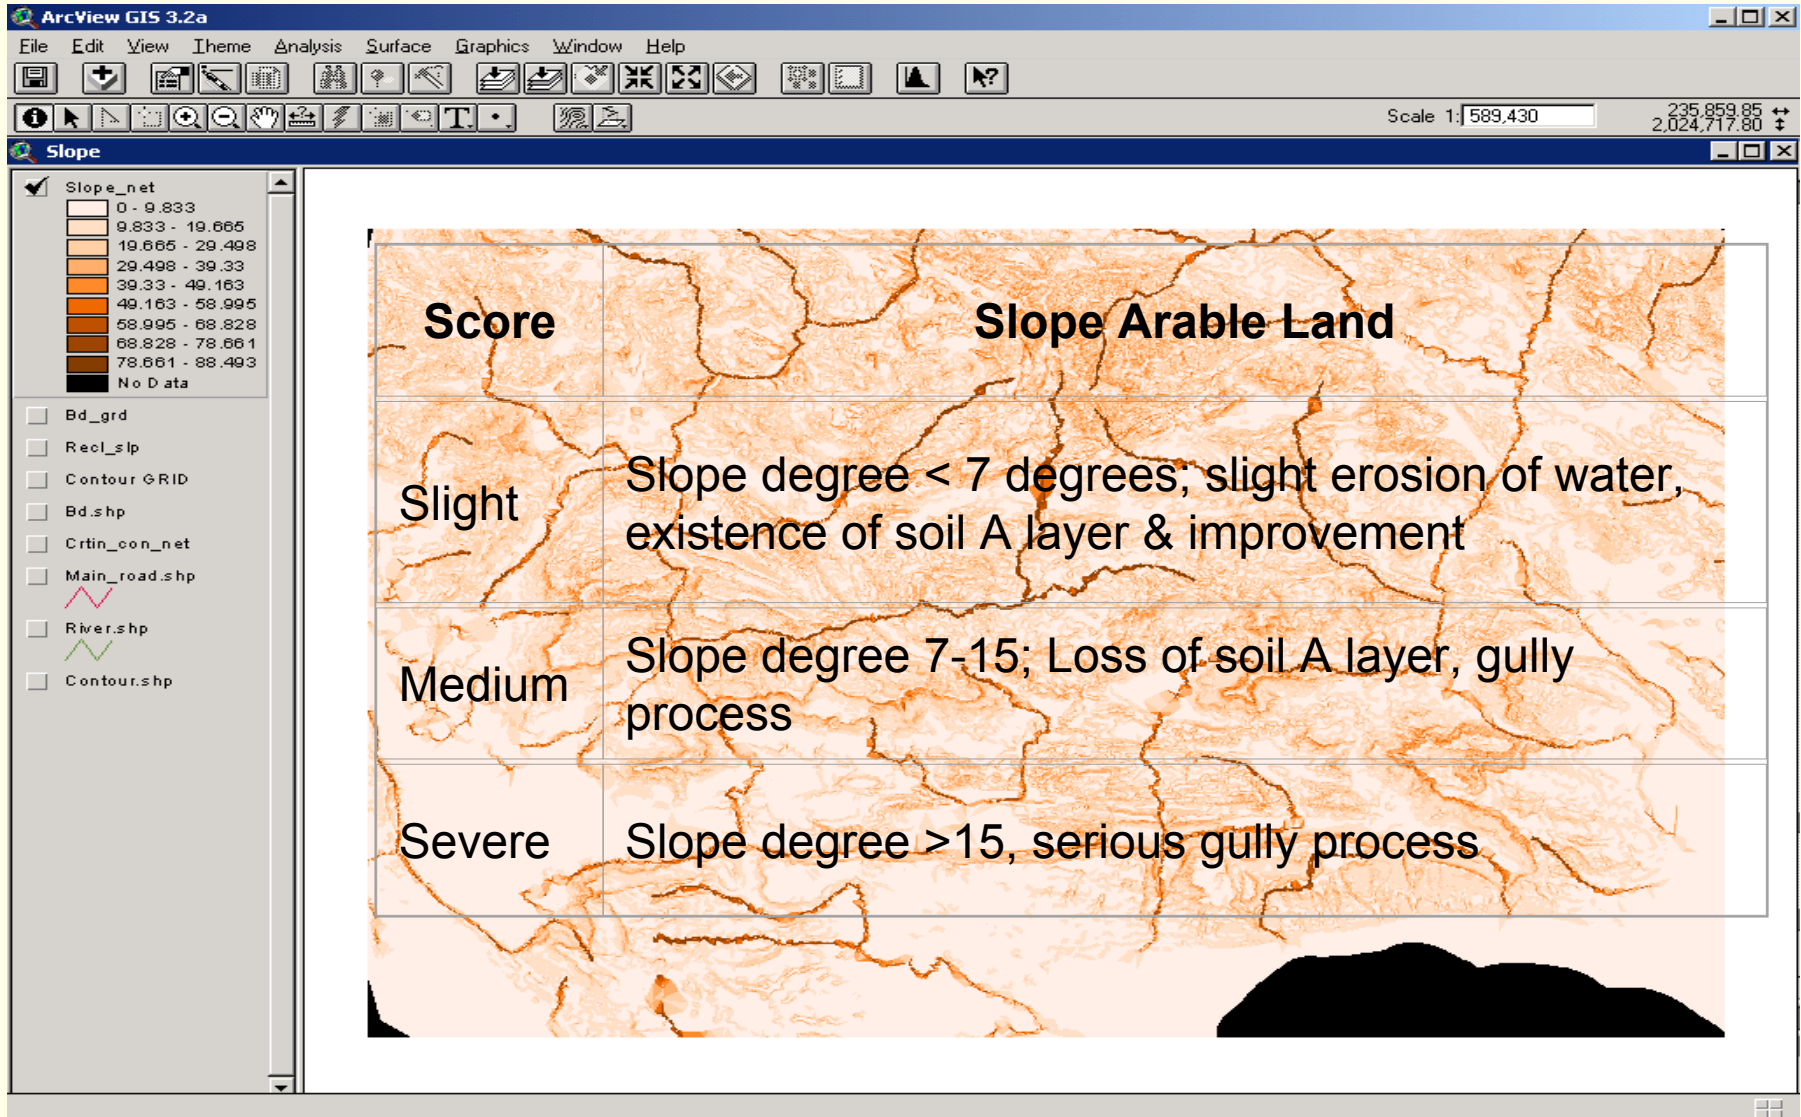 ArcView GIS 3.2a
File Edit View Theme Analysis Surface Graphics Window Help
Scale 1: 589,430
235,859.85
2,024,717.80
Slope
Slope_net
0 - 9.833
9.833 - 19.665
19.665 - 29.498
29.498 - 39.33
39.33 - 49.163
49.163 - 58.995
58.995 - 68.828
68.828 - 78.661
78.661 - 88.493
No Data
Bd_grd
Recl_slp
Contour GRID
Bd.shp
Crtin_con_net
Main_road.shp
River.shp
Contour.shp
Score
Slope Arable Land
Slight
Slope degree < 7 degrees; slight erosion of water,
existence of soil A layer & improvement
Medium
Slope degree 7-15; Loss of soil A layer, gully
process
Severe
Slope degree >15, serious gully process